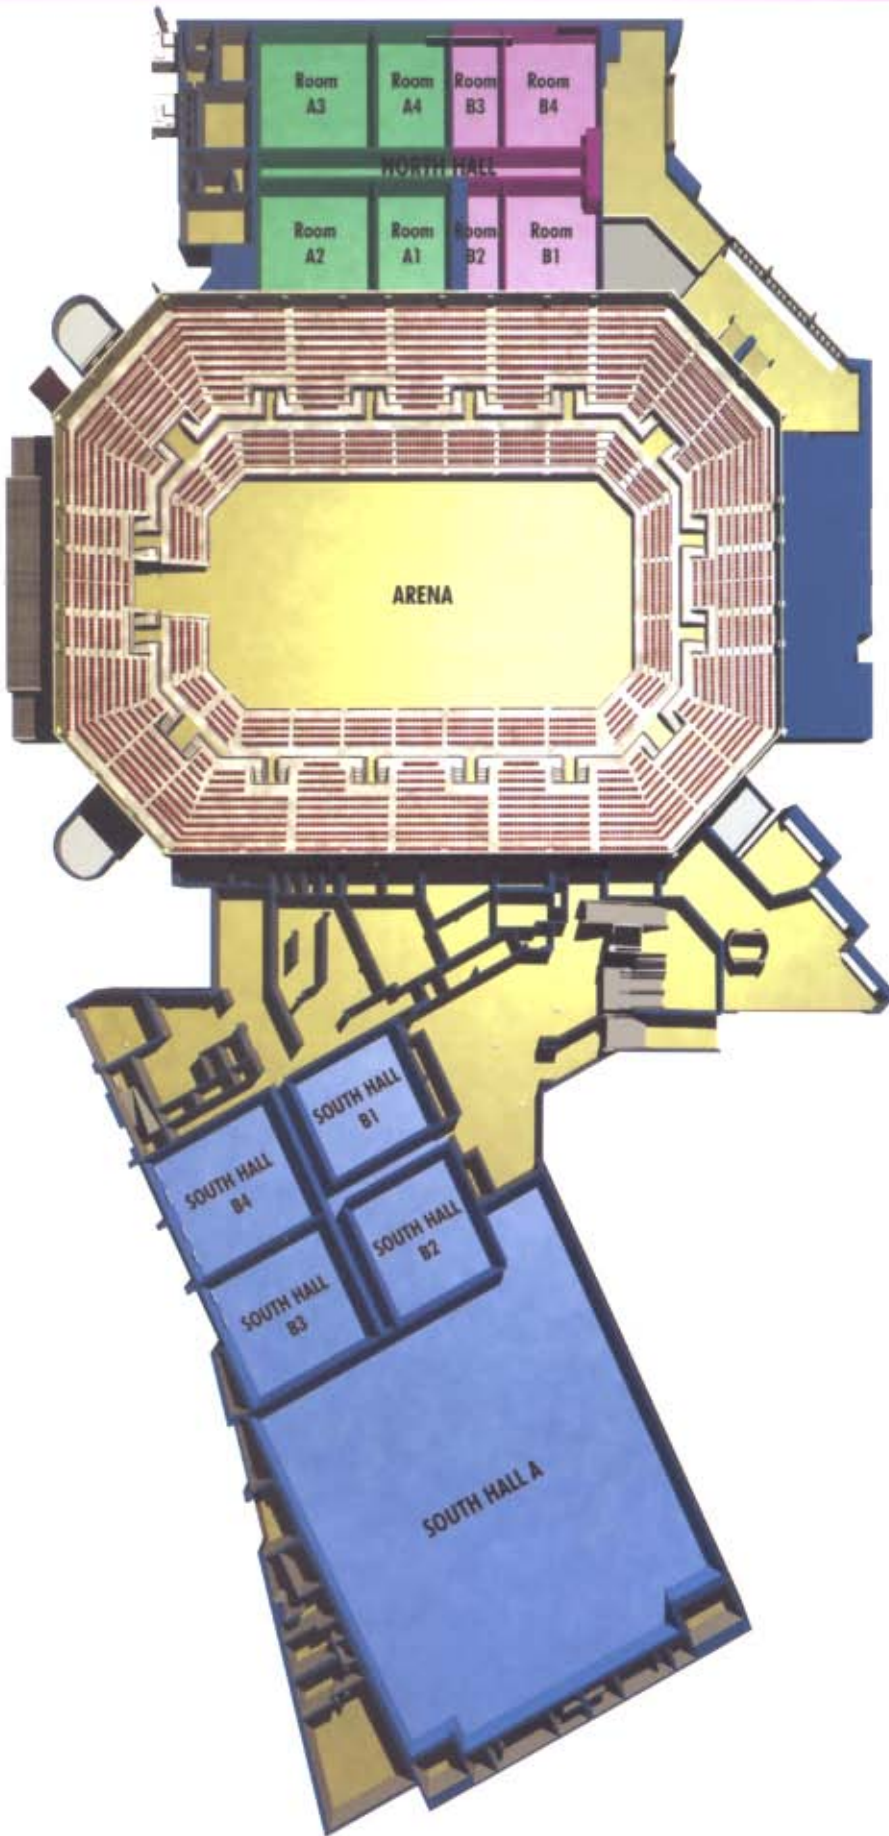 Room
A3
Room
A4
Room
B3
Room
B4
NORTH HALL
Room
A2
Room
A1
Room
B2
Room
B1
ARENA
SOUTH HALL
B1
SOUTH HALL
B4
SOUTH HALL
B2
SOUTH HALL
B3
SOUTH HALL A